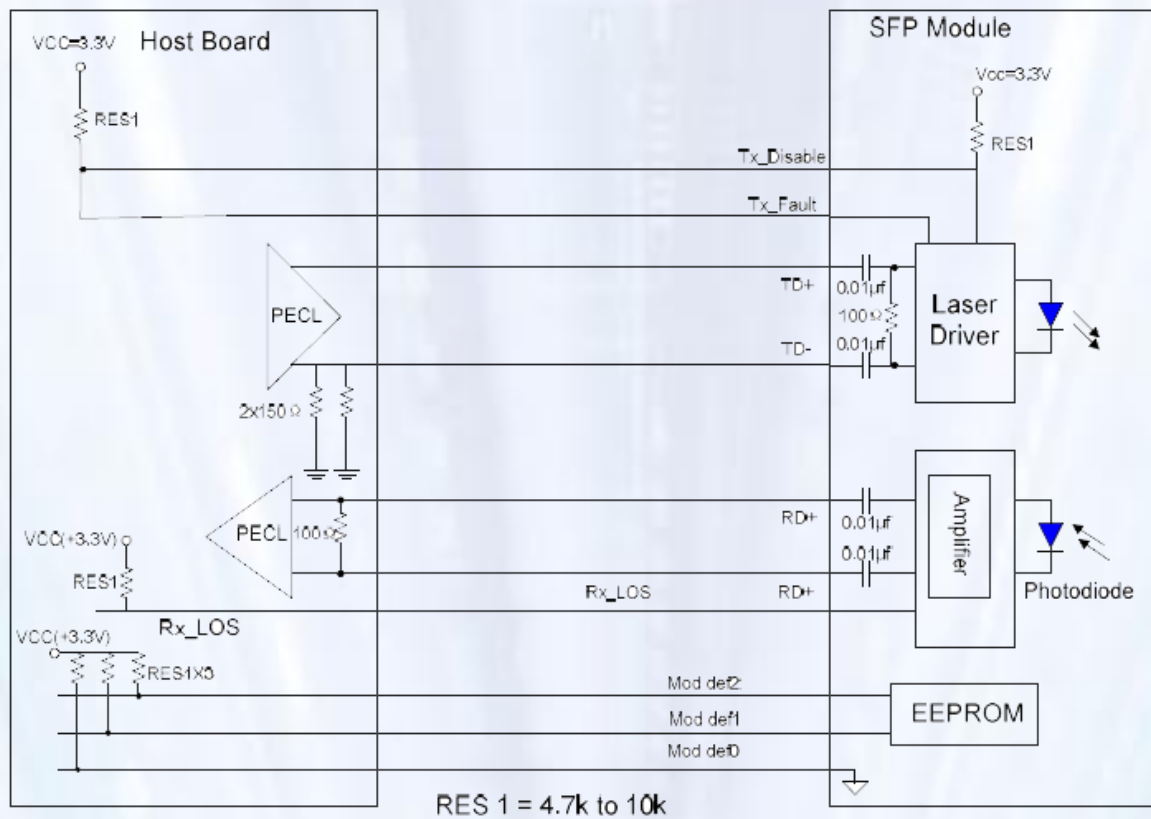 Host Board
SFP Module
VCC=3.3V
Vcc=3.3V
RES1
RES1
Tx_Disable
Tx_Fault
PECL
TD+
0.01µf
100Ω
TD-
0.01µf
Laser
Driver
2x150Ω
PECL
100Ω
RD+
0.01µf
0.01µf
Amplifier
VCC(+3.3V)
RES1
Rx_LOS
Rx_LOS
RD+
Photodiode
VCC(+3.3V)
RES1X3
Mod def2
Mod def1
Mod def0
EEPROM
RES 1 = 4.7k to 10k